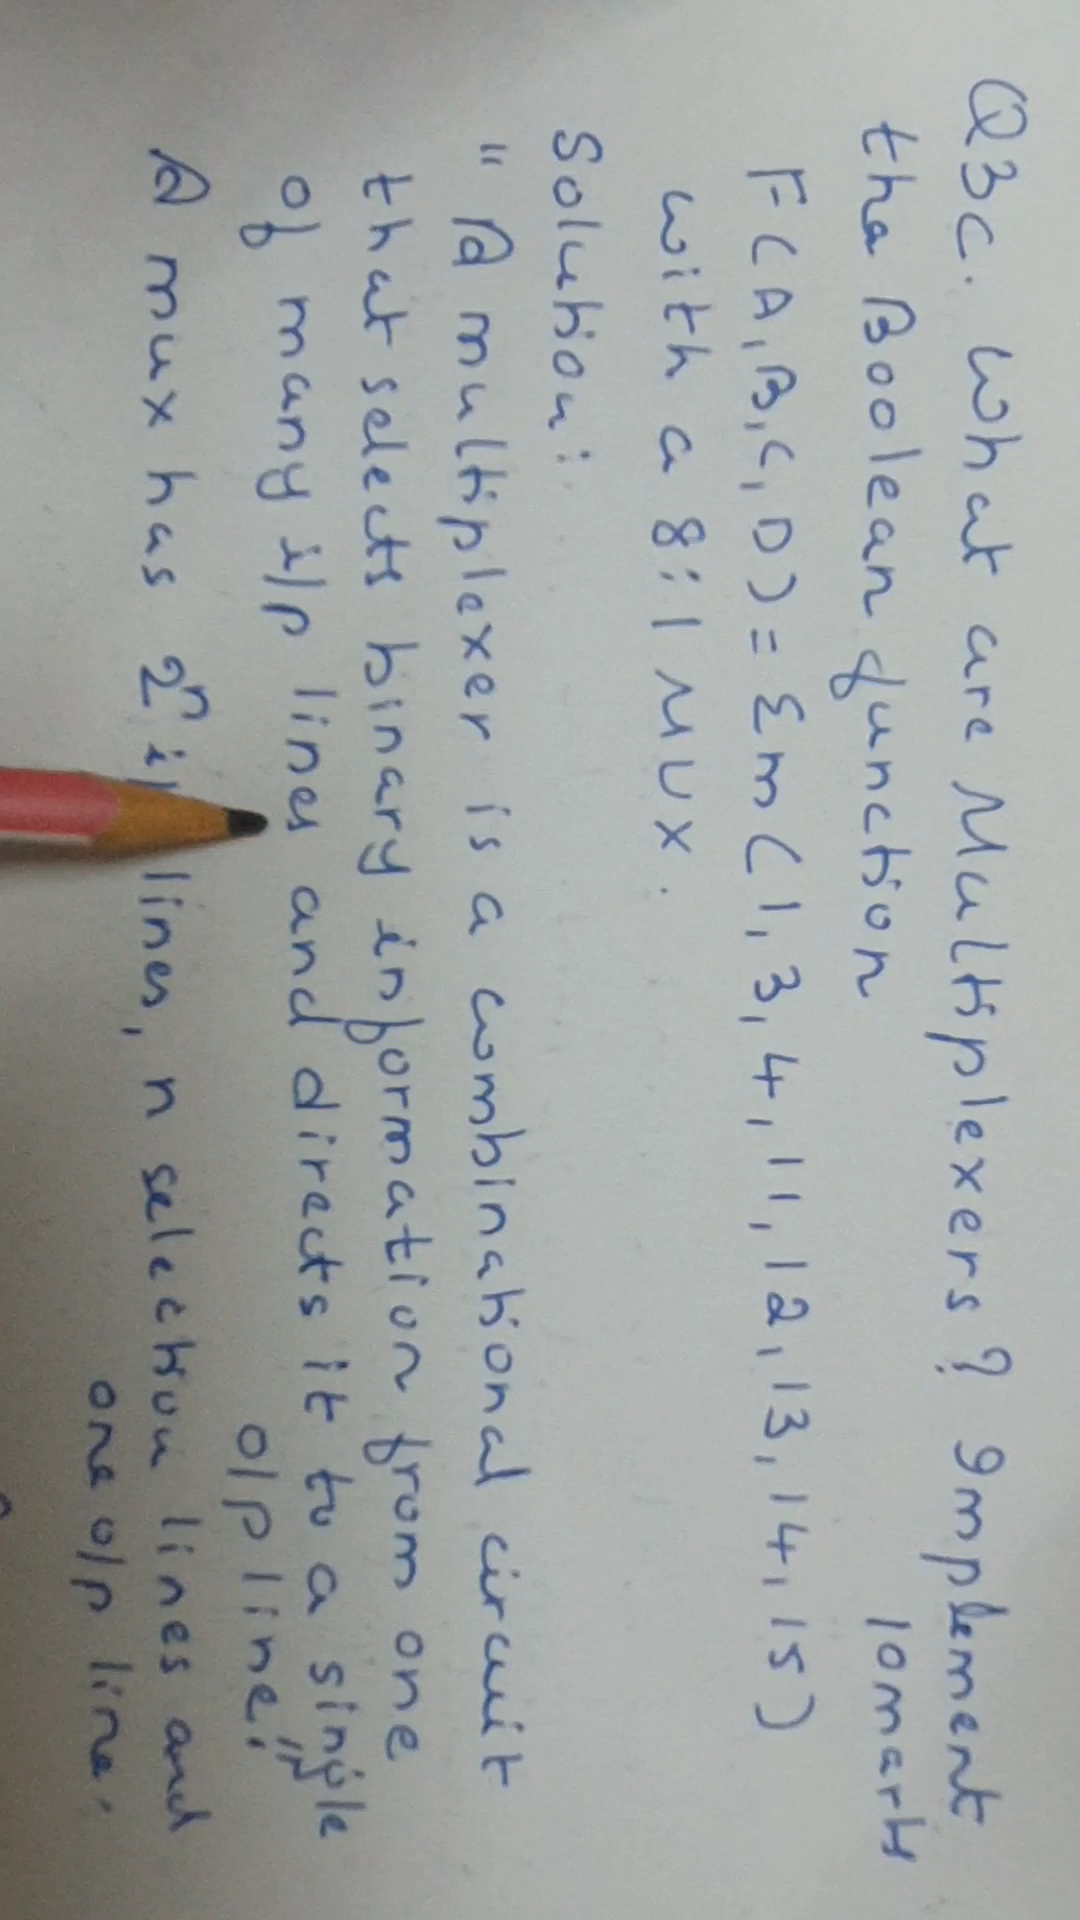 Q3c. What are Multiplexers? Implement
the Boolean function 10 marks
F(A,B,C,D) = Σm(1,3,4,11,12,13,14,15)
with a 8:1 MUX.
Solution:
" A multiplexer is a combinational circuit
that selects binary information from one
of many i/p lines and directs it to a single
o/p line."
A mux has 2ⁿ lines, n selection lines and
one o/p line.